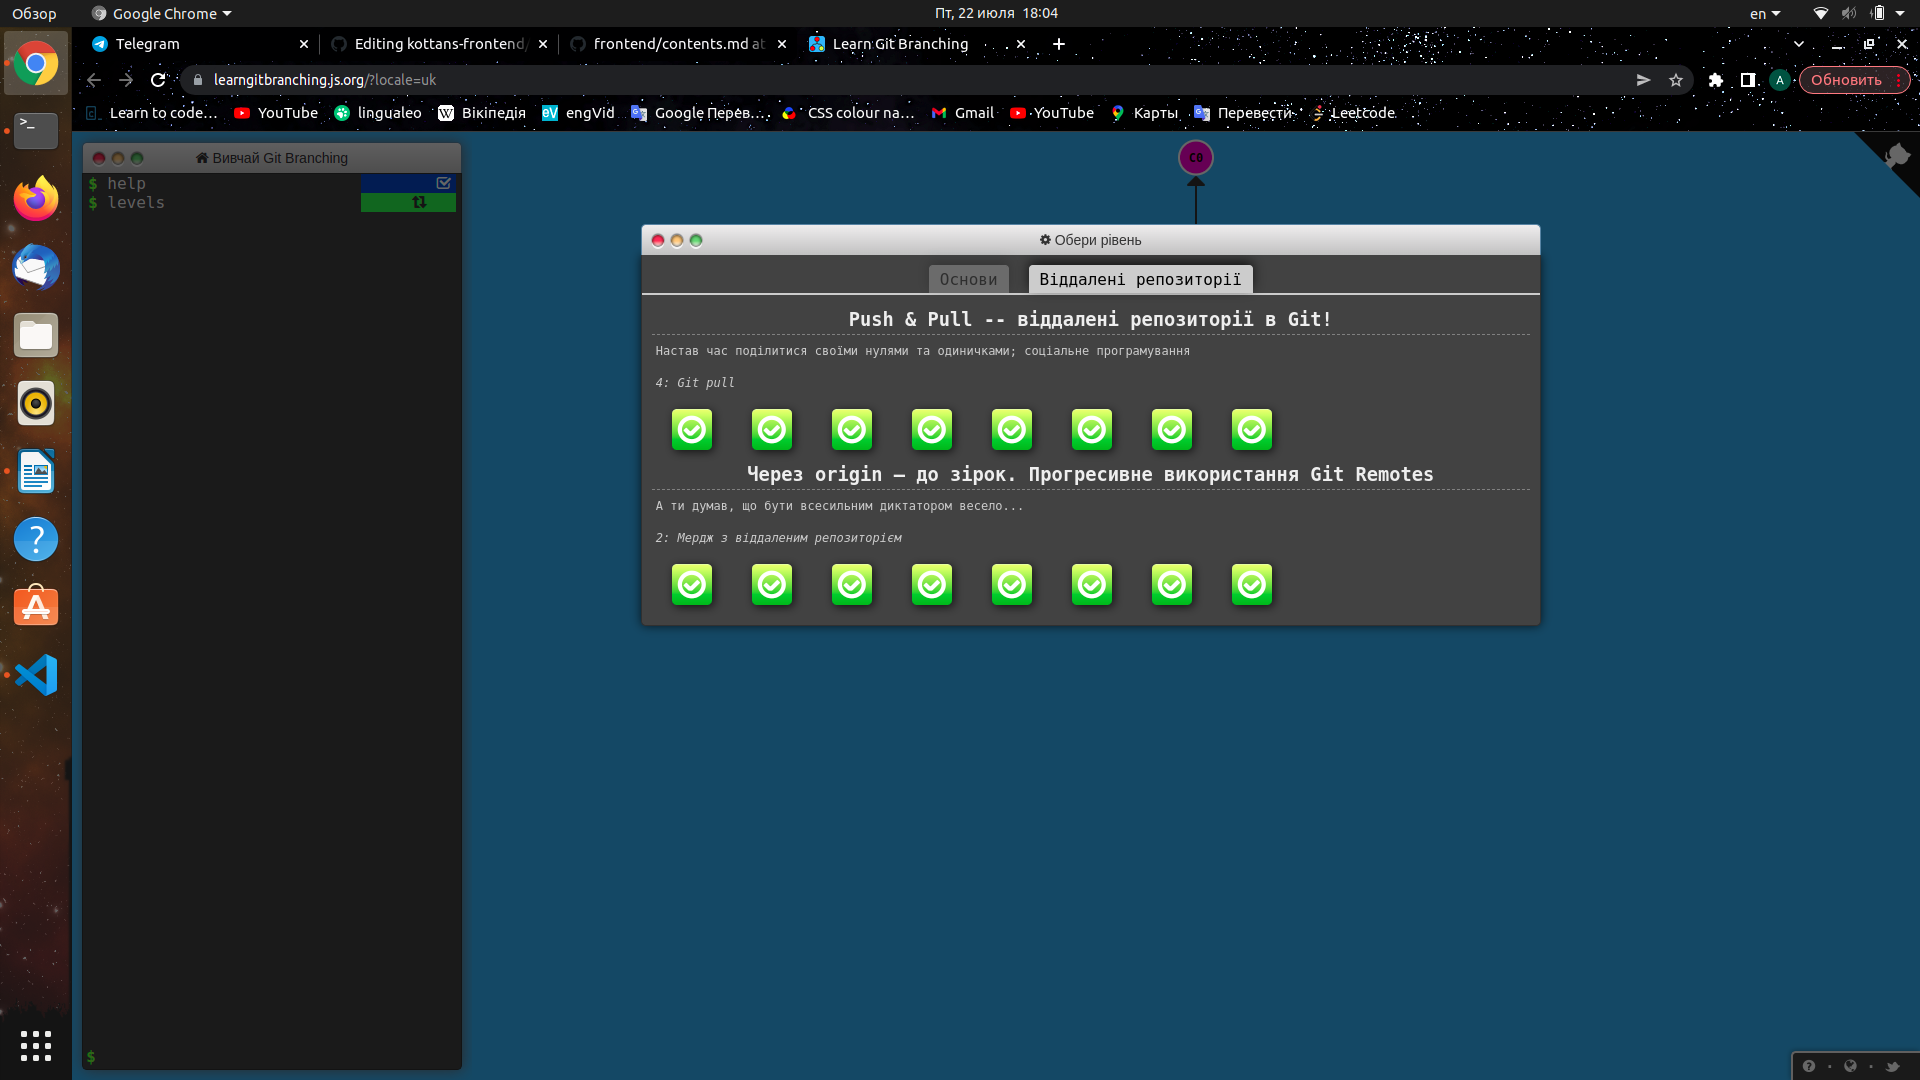 Обзор
Google Chrome
Пт, 22 июля 18:04
en
Telegram
Editing kottans-frontend/
frontend/contents.md at
Learn Git Branching
learngitbranching.js.org/?locale=uk
Обновить
Learn to code...
YouTube
lingualeo
Вікіпедія
engVid
Google Перев...
CSS colour na...
Gmail
YouTube
Карты
Перевести
Leetcode
Вивчай Git Branching
$ help
$ levels
$
C0
Обери рівень
Основи
Віддалені репозиторії
Push & Pull -- віддалені репозиторії в Git!
Настав час поділитися своїми нулями та одиничками; соціальне програмування
4: Git pull
Через origin – до зірок. Прогресивне використання Git Remotes
А ти думав, що бути всесильним диктатором весело...
2: Мердж з віддаленим репозиторієм